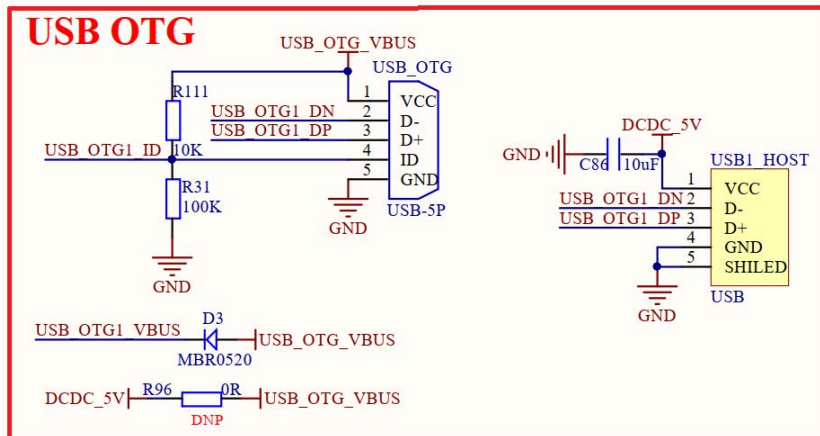 USB OTG
USB_OTG_VBUS
USB_OTG
R111
10K
1 VCC
USB_OTG1_DN 2 D-
USB_OTG1_DP 3 D+
USB_OTG1_ID 4 ID
5 GND
USB-5P
R31
100K
GND
GND
DCDC_5V
GND
C86 10uF
USB1_HOST
1 VCC
USB_OTG1_DN 2 D-
USB_OTG1_DP 3 D+
4 GND
5 SHILED
USB
GND
D3
USB_OTG1_VBUS USB_OTG_VBUS
MBR0520
DCDC_5V R96 0R USB_OTG_VBUS
DNP